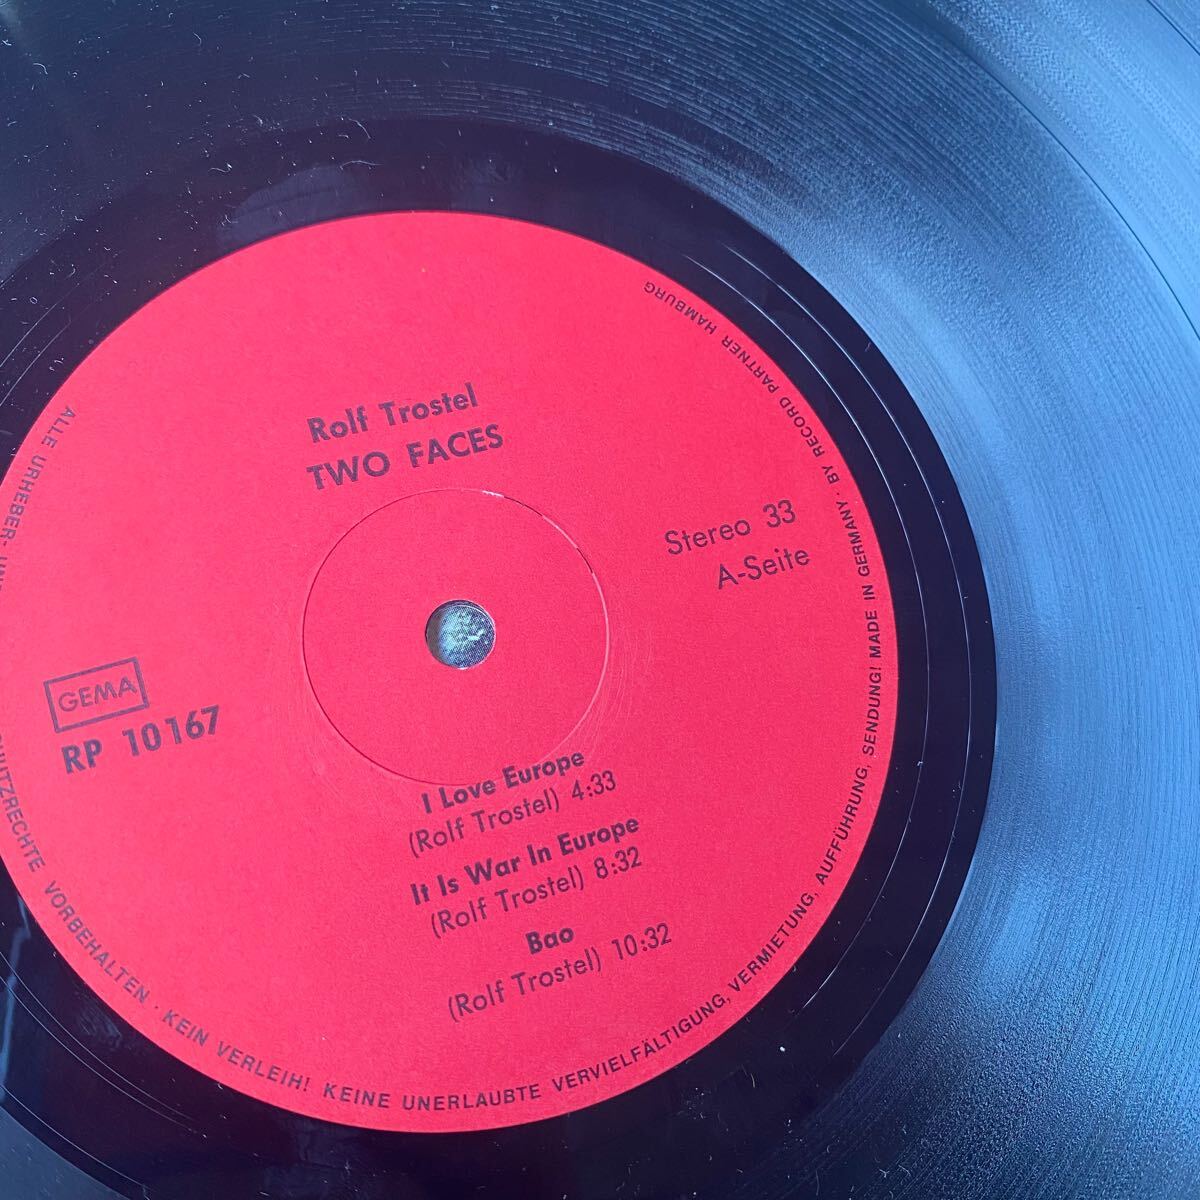 Rolf Trostel
TWO FACES
Stereo 33
A-Seite
GEMA
RP 10167
I Love Europe
(Rolf Trostel) 4:33
It Is War In Europe
(Rolf Trostel) 8:32
Bao
(Rolf Trostel) 10:32
ALLE URHEBER- UN
CHUTZRECHTE VORBEHALTEN · KEIN VERLEIH! KEINE UNERLAUBTE VERVIELFÄLTIGUNG, VERMIETUNG, AUFFÜHRUNG, SENDUNG! MADE IN GERMANY · BY RECORD PARTNER HAMBURG